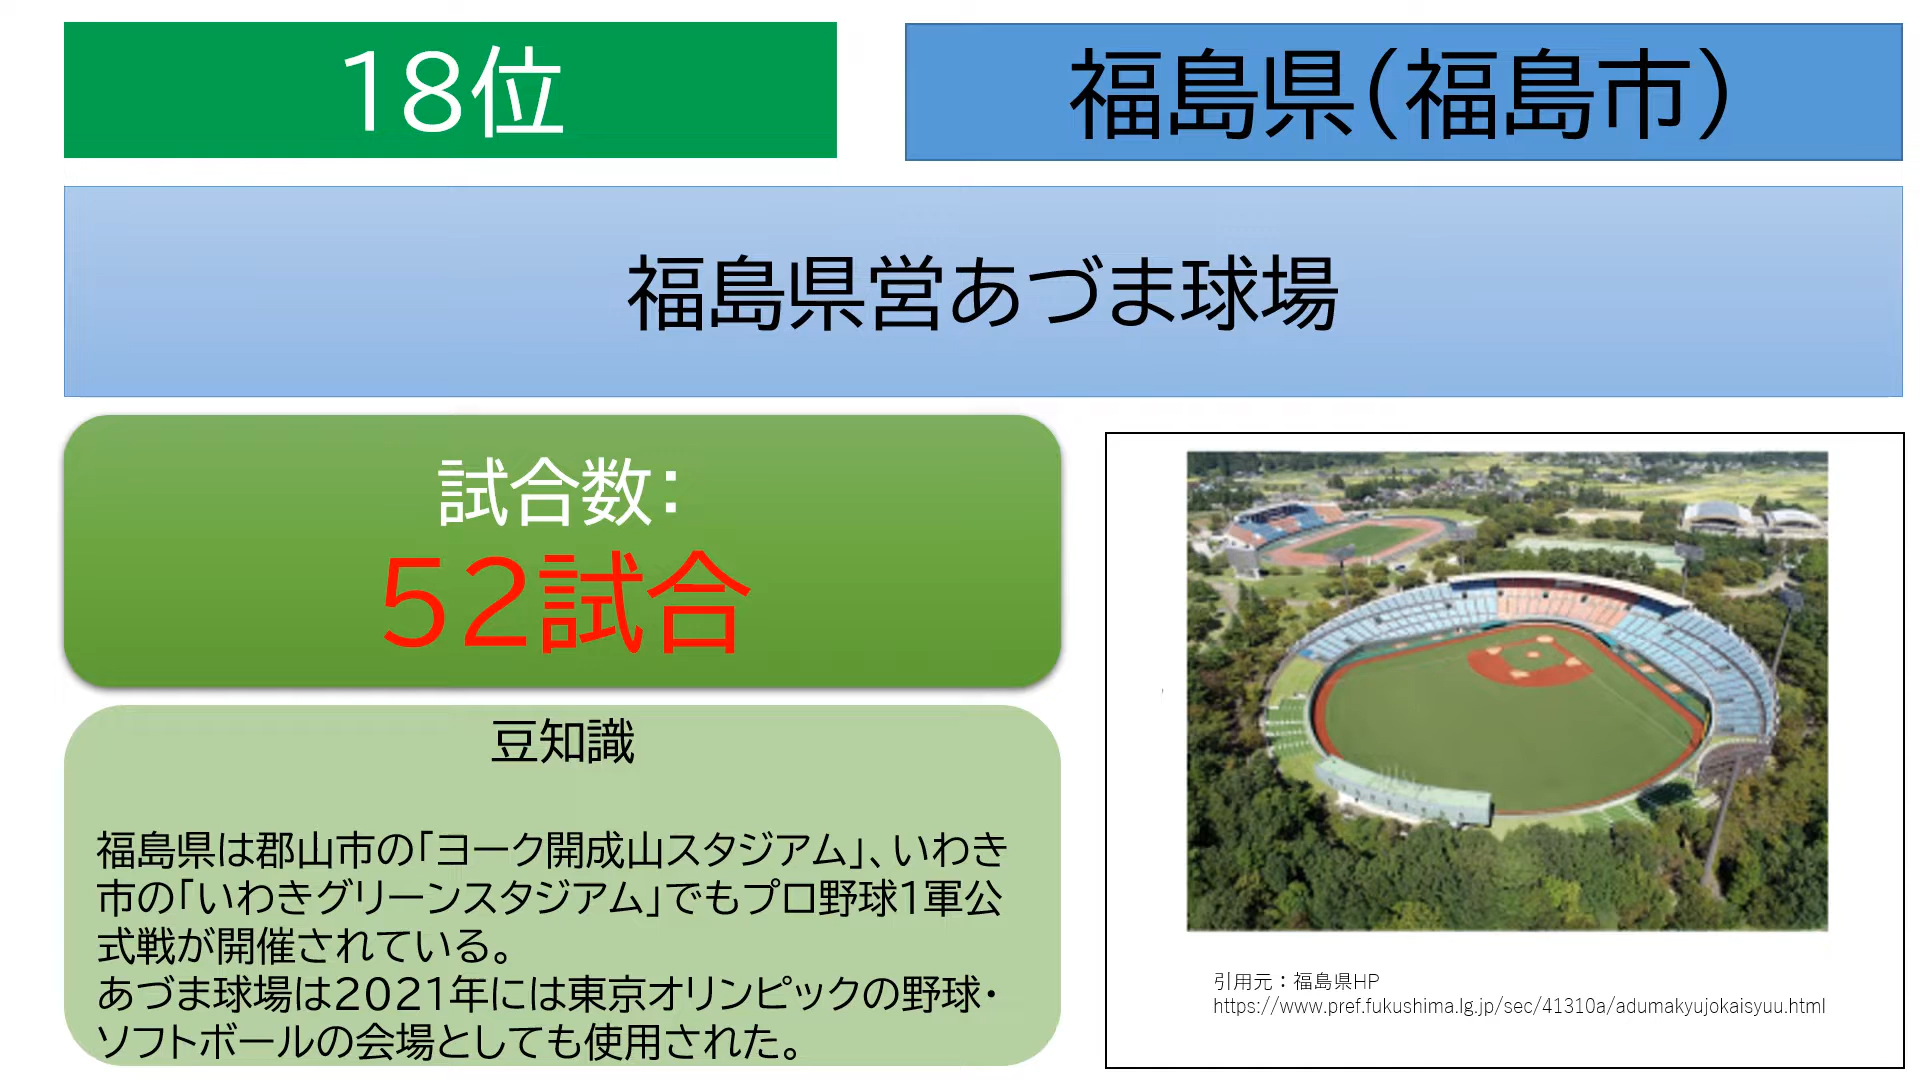 18位
福島県(福島市)
福島県営あづま球場
試合数:
52試合
豆知識
福島県は郡山市の「ヨーク開成山スタジアム」、いわき
市の「いわきグリーンスタジアム」でもプロ野球1軍公
式戦が開催されている。
あづま球場は2021年には東京オリンピックの野球・
ソフトボールの会場としても使用された。
引用元：福島県HP
https://www.pref.fukushima.lg.jp/sec/41310a/adumakyujokaisyuu.html